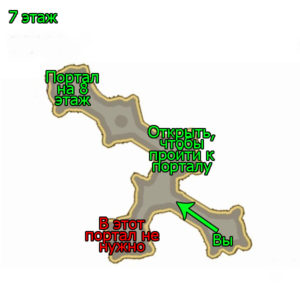 7 этаж
Портал
на 8
этаж
Открыть,
чтобы
пройти к
порталу
В этот
портал не
нужно
Вы